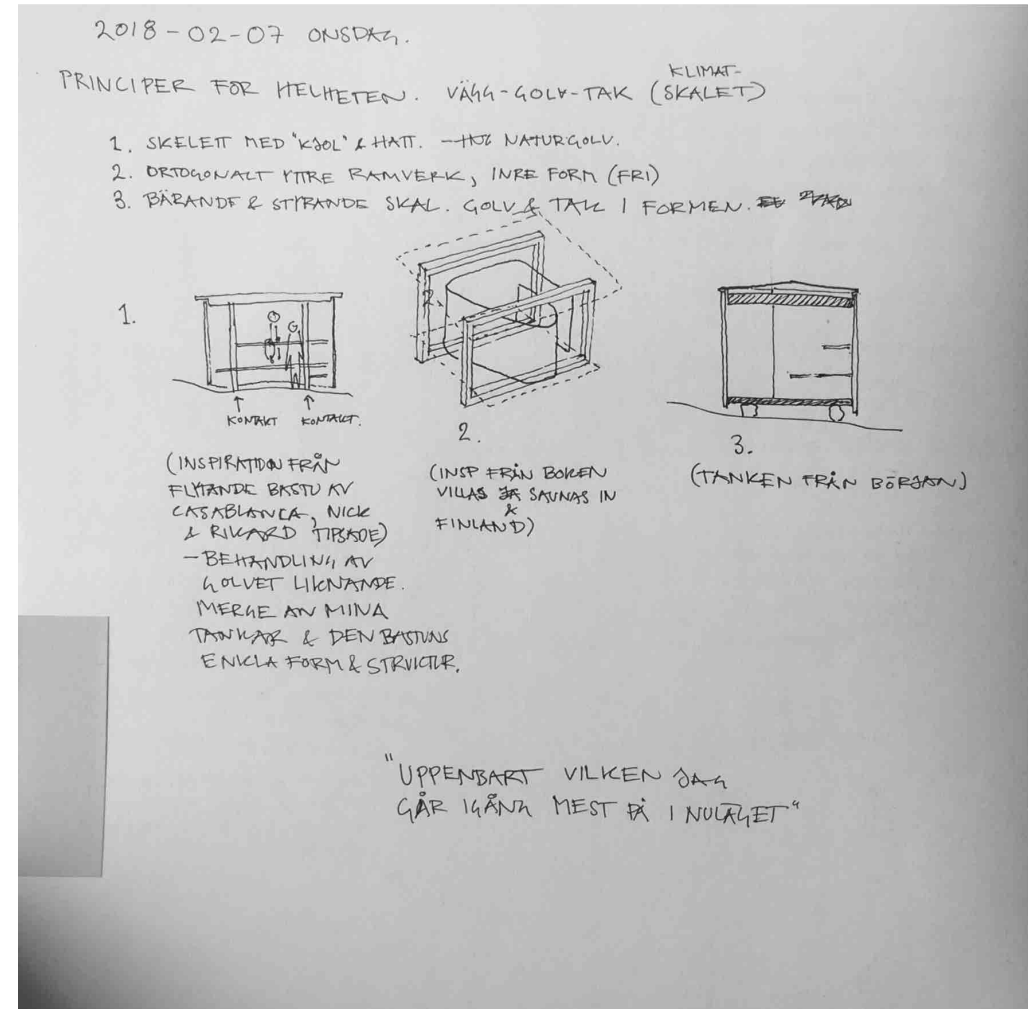 2018-02-07 ONSDAG.
PRINCIPER FÖR HELHETEN. VÄGG-GOLV-TAK (KLIMAT-
SKALET)
1. SKELETT MED "KJOL" & HATT. — NATURGOLV.
2. ORTOGONALT YTTRE RAMVERK, INRE FORM (FRI)
3. BÄRANDE & STYRANDE SKAL. GOLV & TAK I FORMEN.
1.
KONTAKT KONTAKT.
(INSPIRATION FRÅN
FLYTANDE BASTU AV
CASABLANCA, NICK
& RIKARD TIPSADE)
- BEHANDLING AV
GOLVET LIKNANDE.
MERGE AN MINA
TANKAR & DEN BASTUNS
ENKLA FORM & STRUKTUR.
2.
(INSP FRÅN BOKEN
VILLAS & SAUNAS IN
FINLAND)
3.
(TANKEN FRÅN BÖRJAN)
"UPPENBART VILKEN JAG
GÅR IGÅNG MEST PÅ I NULÄGET"